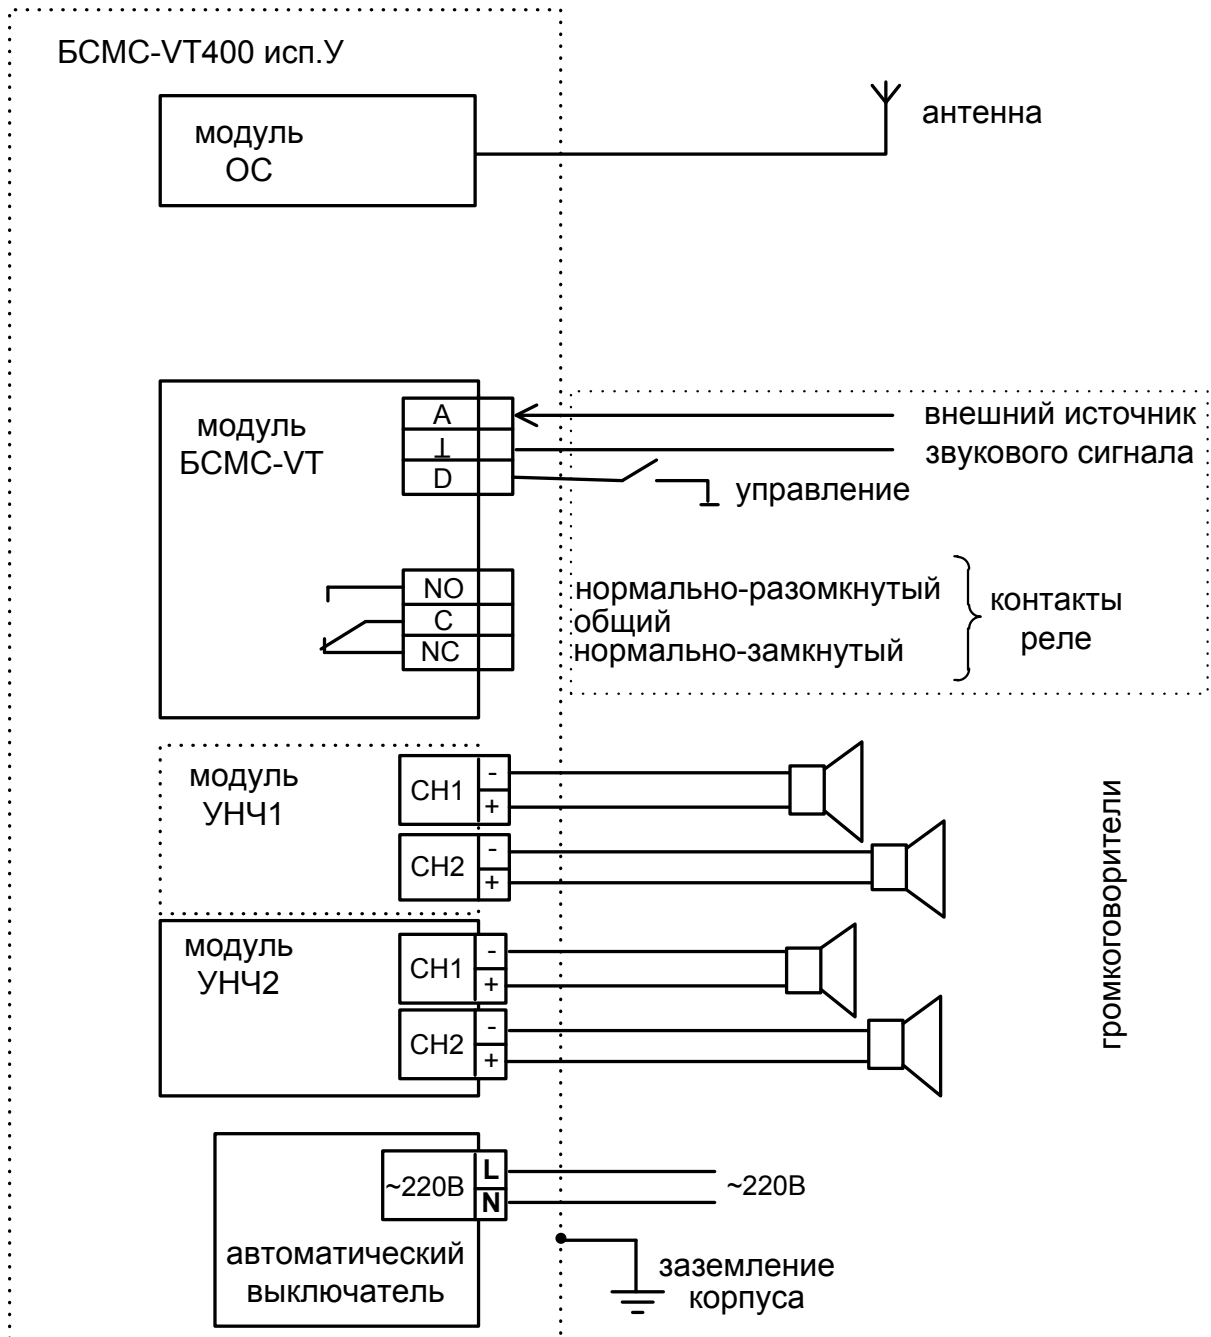 БСМС-VT400 исп.У
модуль
ОС
антенна
модуль
БСМС-VT
A
⊥
D
внешний источник
звукового сигнала
управление
NO
C
NC
нормально-разомкнутый
общий
нормально-замкнутый
контакты
реле
модуль
УНЧ1
CH1
-
+
CH2
-
+
модуль
УНЧ2
CH1
-
+
CH2
-
+
громкоговорители
~220В
L
N
~220В
автоматический
выключатель
заземление
корпуса